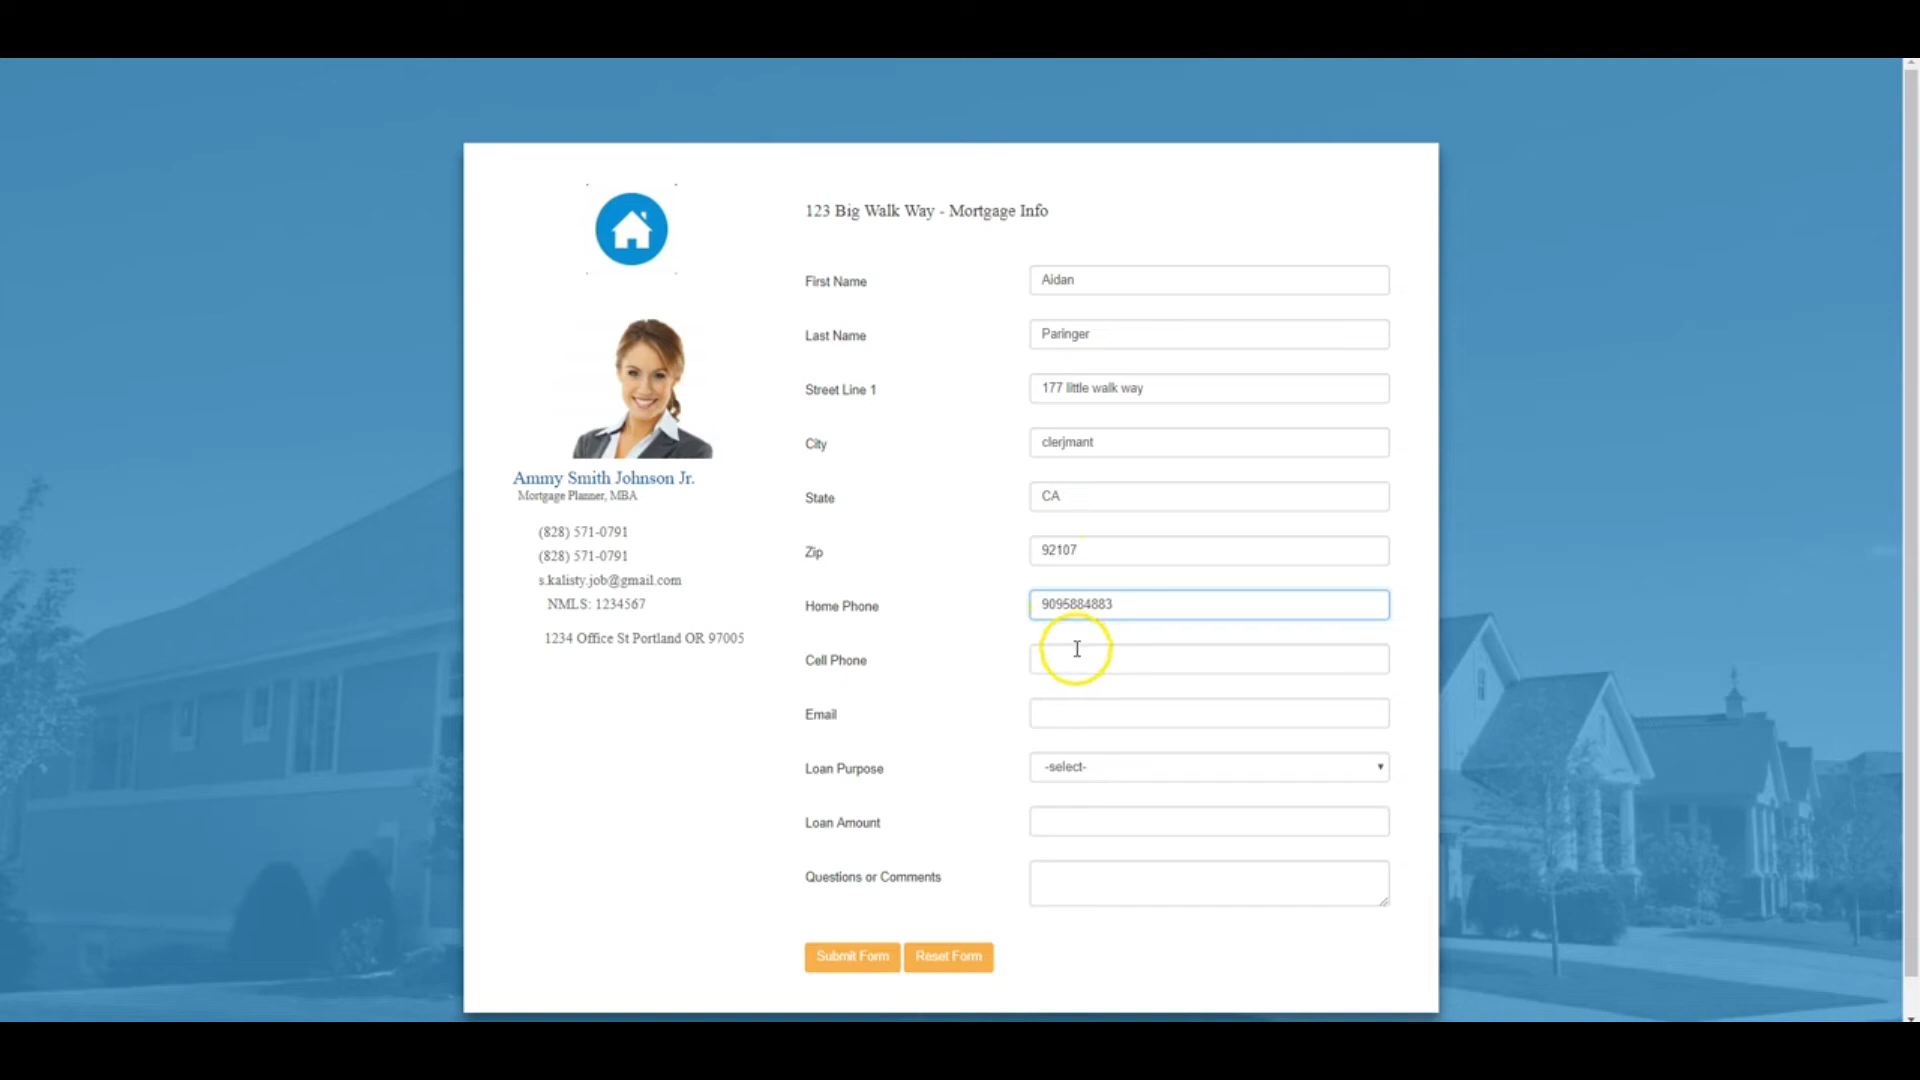 123 Big Walk Way - Mortgage Info
First Name
Aidan
Last Name
Paringer
Street Line 1
177 little walk way
City
clerjmant
State
CA
Zip
92107
Home Phone
9095884883
Cell Phone
Email
Loan Purpose
-select-
Loan Amount
Questions or Comments
Submit Form
Reset Form
Ammy Smith Johnson Jr.
Mortgage Planner, MBA
(828) 571-0791
(828) 571-0791
s.kalisty.job@gmail.com
NMLS: 1234567
1234 Office St Portland OR 97005